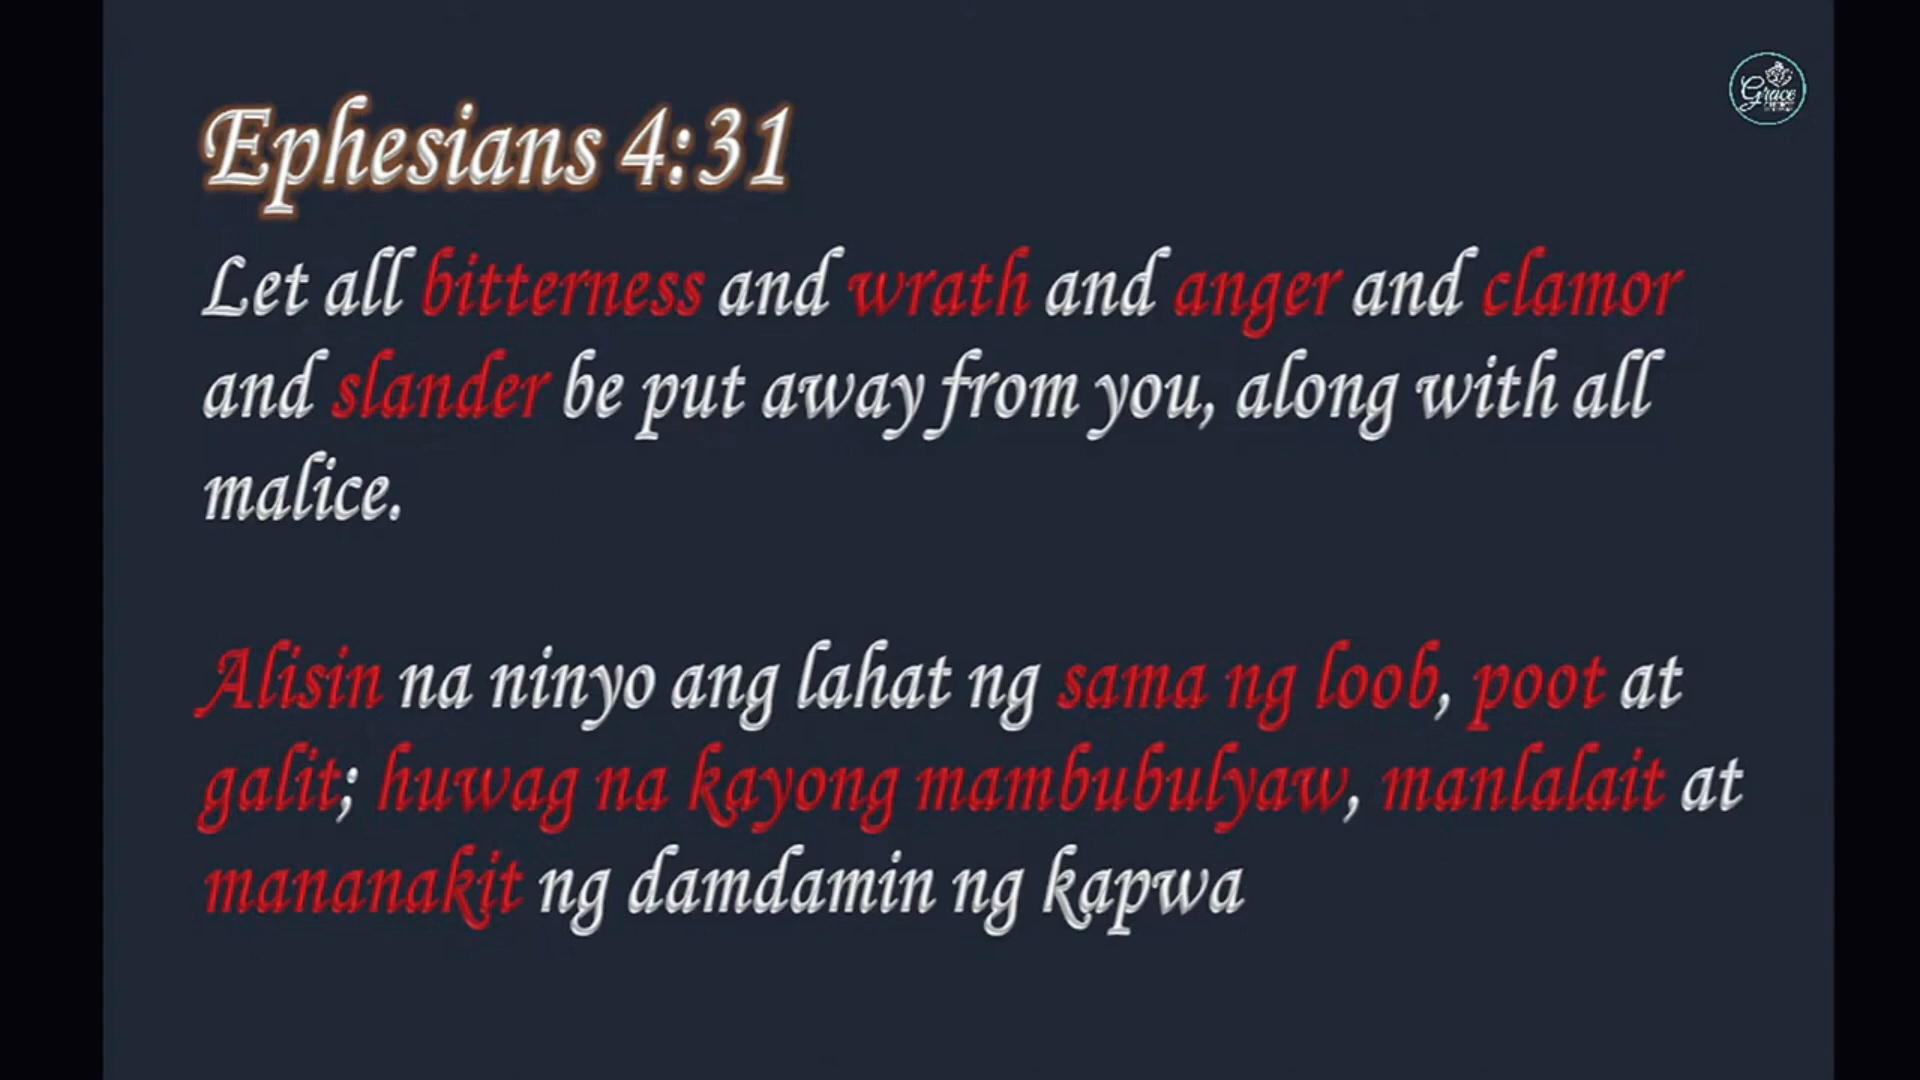 Grace
Ephesians 4:31
Let all bitterness and wrath and anger and clamor
and slander be put away from you, along with all
malice.
Alisin na ninyo ang lahat ng sama ng loob, poot at
galit; huwag na kayong mambubulyaw, manlalait at
mananakit ng damdamin ng kapwa